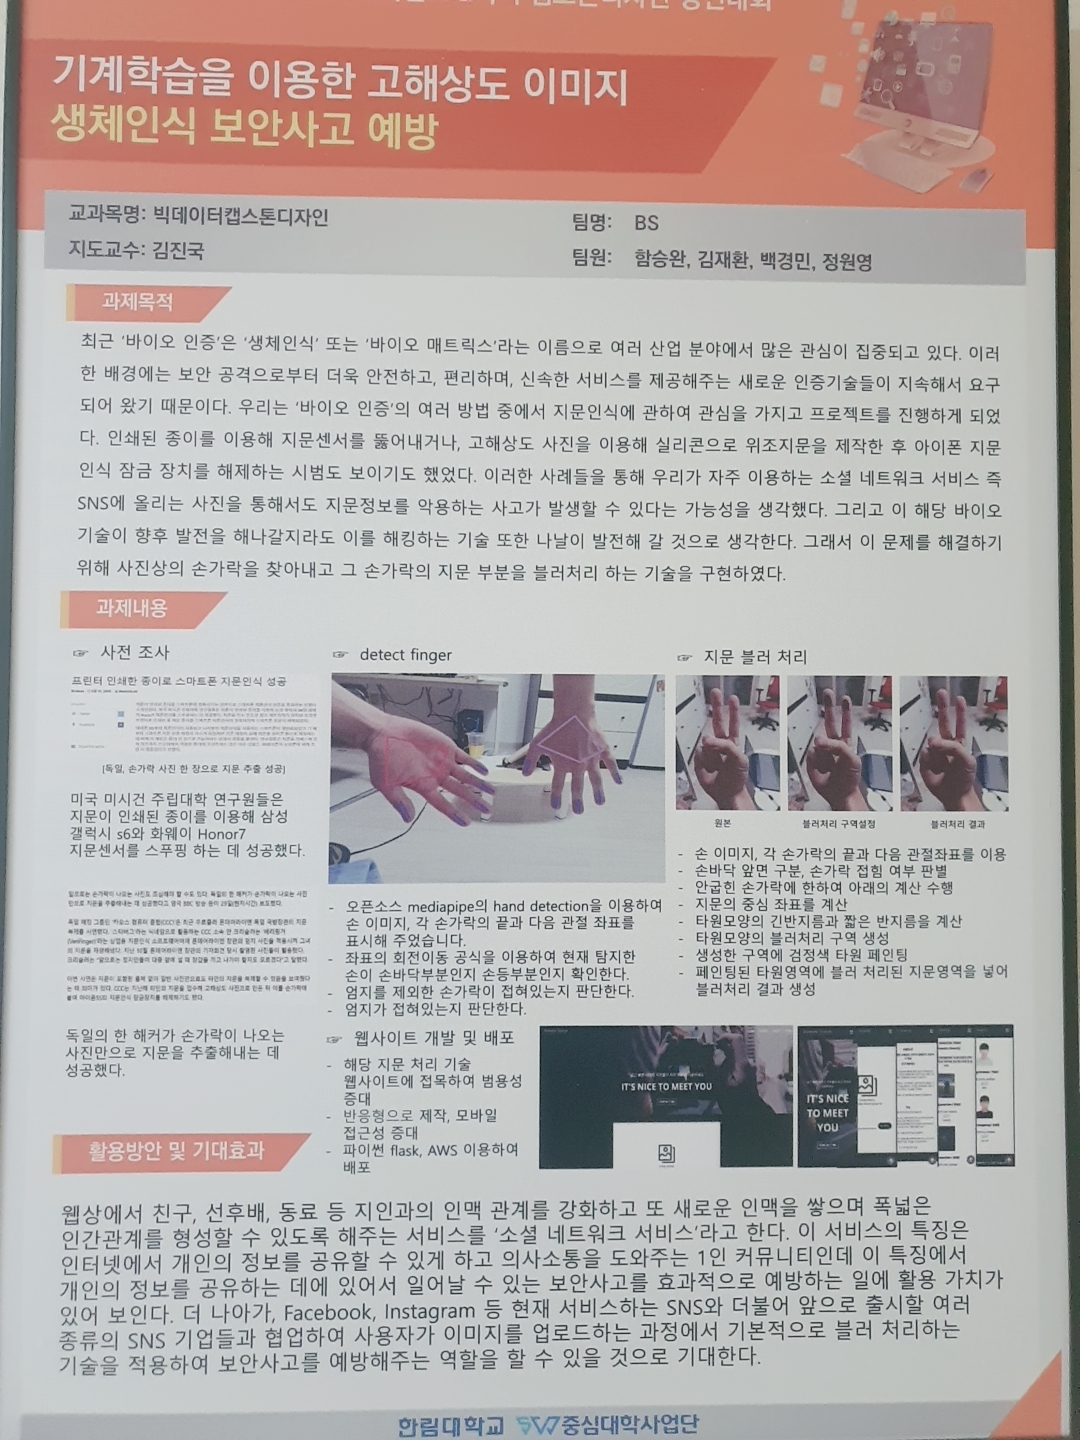 기계학습을 이용한 고해상도 이미지
생체인식 보안사고 예방
교과목명: 빅데이터캡스톤디자인
팀명: BS
지도교수: 김진국
팀원: 함승완, 김재환, 백경민, 정원영
과제목적
최근 '바이오 인증'은 '생체인식' 또는 '바이오 매트릭스'라는 이름으로 여러 산업 분야에서 많은 관심이 집중되고 있다. 이러
한 배경에는 보안 공격으로부터 더욱 안전하고, 편리하며, 신속한 서비스를 제공해주는 새로운 인증기술들이 지속해서 요구
되어 왔기 때문이다. 우리는 '바이오 인증'의 여러 방법 중에서 지문인식에 관하여 관심을 가지고 프로젝트를 진행하게 되었
다. 인쇄된 종이를 이용해 지문센서를 뚫어내거나, 고해상도 사진을 이용해 실리콘으로 위조지문을 제작한 후 아이폰 지문
인식 잠금 장치를 해제하는 시범도 보이기도 했었다. 이러한 사례들을 통해 우리가 자주 이용하는 소셜 네트워크 서비스 즉
SNS에 올리는 사진을 통해서도 지문정보를 악용하는 사고가 발생할 수 있다는 가능성을 생각했다. 그리고 이 해당 바이오
기술이 향후 발전을 해나갈지라도 이를 해킹하는 기술 또한 나날이 발전해 갈 것으로 생각한다. 그래서 이 문제를 해결하기
위해 사진상의 손가락을 찾아내고 그 손가락의 지문 부분을 블러처리 하는 기술을 구현하였다.
과제내용
☞ 사전 조사
프린터 인쇄한 종이로 스마트폰 지문인식 성공
[독일, 손가락 사진 한 장으로 지문 추출 성공]
미국 미시건 주립대학 연구원들은
지문이 인쇄된 종이를 이용해 삼성
갤럭시 s6와 화웨이 Honor7
지문센서를 스푸핑 하는 데 성공했다.
독일의 한 해커가 손가락이 나오는
사진만으로 지문을 추출해내는 데
성공했다.
☞ detect finger
- 오픈소스 mediapipe의 hand detection을 이용하여
손 이미지, 각 손가락의 끝과 다음 관절 좌표를
표시해 주었습니다.
- 좌표의 회전이동 공식을 이용하여 현재 탐지한
손이 손바닥부분인지 손등부분인지 확인한다.
- 엄지를 제외한 손가락이 접혀있는지 판단한다.
- 엄지가 접혀있는지 판단한다.
☞ 지문 블러 처리
원본
블러처리 구역설정
블러처리 결과
- 손 이미지, 각 손가락의 끝과 다음 관절좌표를 이용
- 손바닥 앞면 구분, 손가락 접힘 여부 판별
- 안굽힌 손가락에 한하여 아래의 계산 수행
- 지문의 중심 좌표를 계산
- 타원모양의 긴반지름과 짧은 반지름을 계산
- 타원모양의 블러처리 구역 생성
- 생성한 구역에 검정색 타원 페인팅
- 페인팅된 타원영역에 블러 처리된 지문영역을 넣어
블러처리 결과 생성
☞ 웹사이트 개발 및 배포
- 해당 지문 처리 기술
웹사이트에 접목하여 범용성
증대
- 반응형으로 제작, 모바일
접근성 증대
- 파이썬 flask, AWS 이용하여
배포
IT'S NICE TO MEET YOU
IT'S NICE
TO MEET
YOU
활용방안 및 기대효과
웹상에서 친구, 선후배, 동료 등 지인과의 인맥 관계를 강화하고 또 새로운 인맥을 쌓으며 폭넓은
인간관계를 형성할 수 있도록 해주는 서비스를 '소셜 네트워크 서비스'라고 한다. 이 서비스의 특징은
인터넷에서 개인의 정보를 공유할 수 있게 하고 의사소통을 도와주는 1인 커뮤니티인데 이 특징에서
개인의 정보를 공유하는 데에 있어서 일어날 수 있는 보안사고를 효과적으로 예방하는 일에 활용 가치가
있어 보인다. 더 나아가, Facebook, Instagram 등 현재 서비스하는 SNS와 더불어 앞으로 출시할 여러
종류의 SNS 기업들과 협업하여 사용자가 이미지를 업로드하는 과정에서 기본적으로 블러 처리하는
기술을 적용하여 보안사고를 예방해주는 역할을 할 수 있을 것으로 기대한다.
한림대학교 SW중심대학사업단